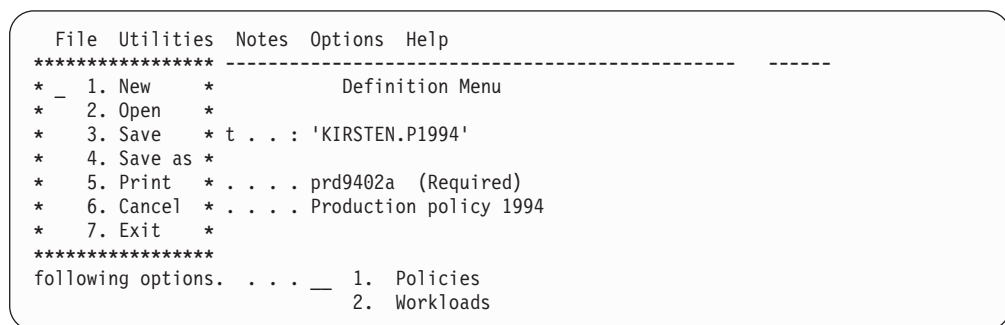 File Utilities Notes Options Help
***************** ------------------------------------------------ ------
* _ 1. New * Definition Menu
* 2. Open *
* 3. Save * t . . : 'KIRSTEN.P1994'
* 4. Save as *
* 5. Print * . . . . prd9402a (Required)
* 6. Cancel * . . . . Production policy 1994
* 7. Exit *
*****************
following options. . . . __ 1. Policies
2. Workloads